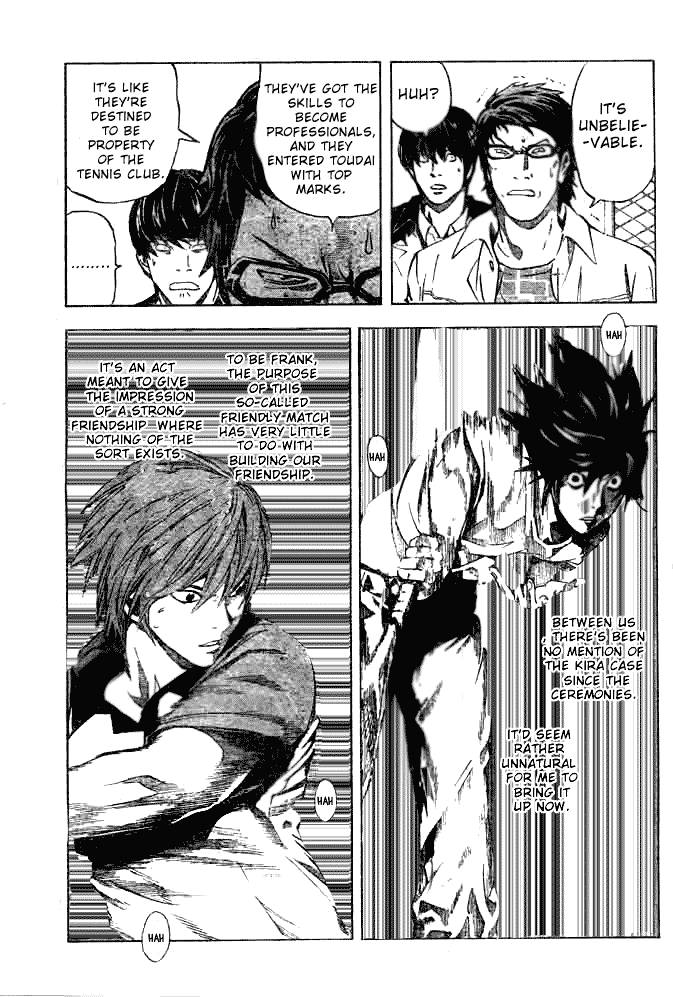 IT'S
UNBELIE-
-VABLE.
HUH?
THEY'VE GOT THE
SKILLS TO
BECOME
PROFESSIONALS,
AND THEY
ENTERED TOUDAI
WITH TOP
MARKS.
IT'S LIKE
THEY'RE
DESTINED
TO BE
PROPERTY
OF THE
TENNIS CLUB.
.........
HAH
HAH
BETWEEN US
THERE'S BEEN
NO MENTION OF
THE KIRA CASE
SINCE THE
CEREMONIES.
IT'D SEEM
RATHER
UNNATURAL
FOR ME TO
BRING IT
UP NOW.
TO BE FRANK,
THE PURPOSE
OF THIS
SO-CALLED
FRIENDLY MATCH
HAS VERY LITTLE
TO DO WITH
BUILDING OUR
FRIENDSHIP.
IT'S AN ACT
MEANT TO GIVE
THE IMPRESSION
OF A STRONG
FRIENDSHIP WHERE
NOTHING OF THE
SORT EXISTS.
HAH
HAH